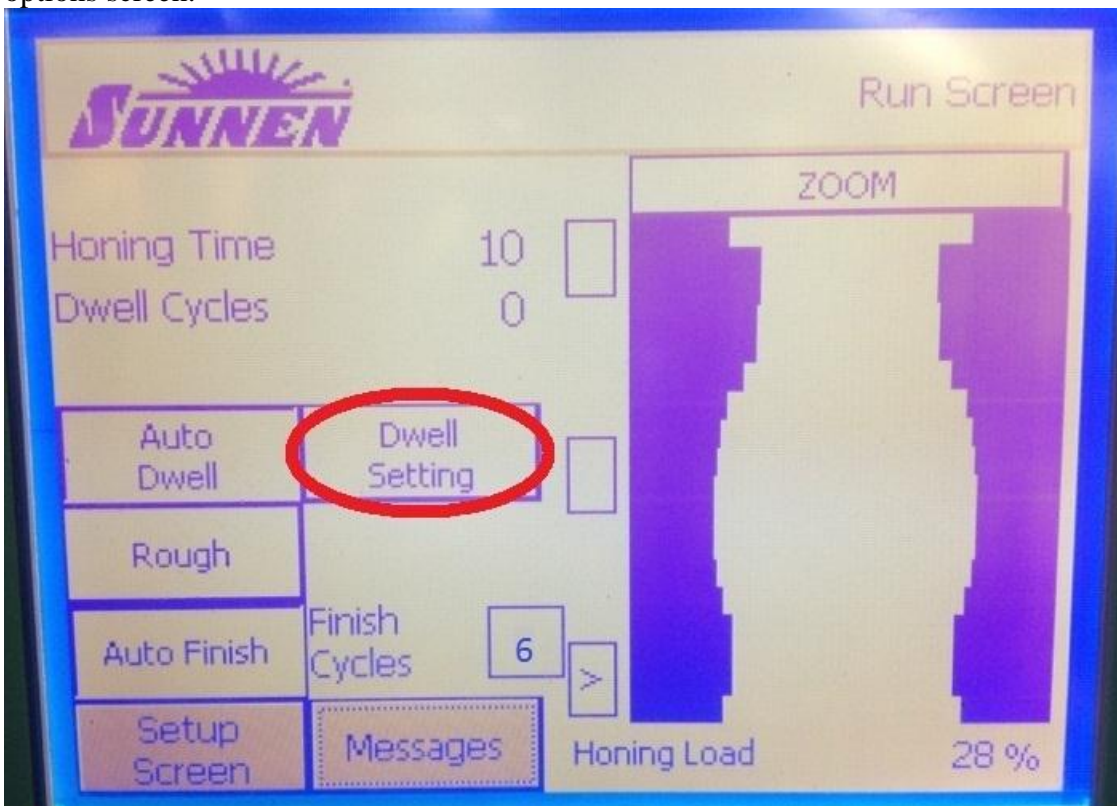 options screen.
SUNNEN
Run Screen
ZOOM
Honing Time 10
Dwell Cycles 0
Auto
Dwell
Dwell
Setting
Rough
Auto Finish
Finish
Cycles
6
>
Setup
Screen
Messages
Honing Load 28 %